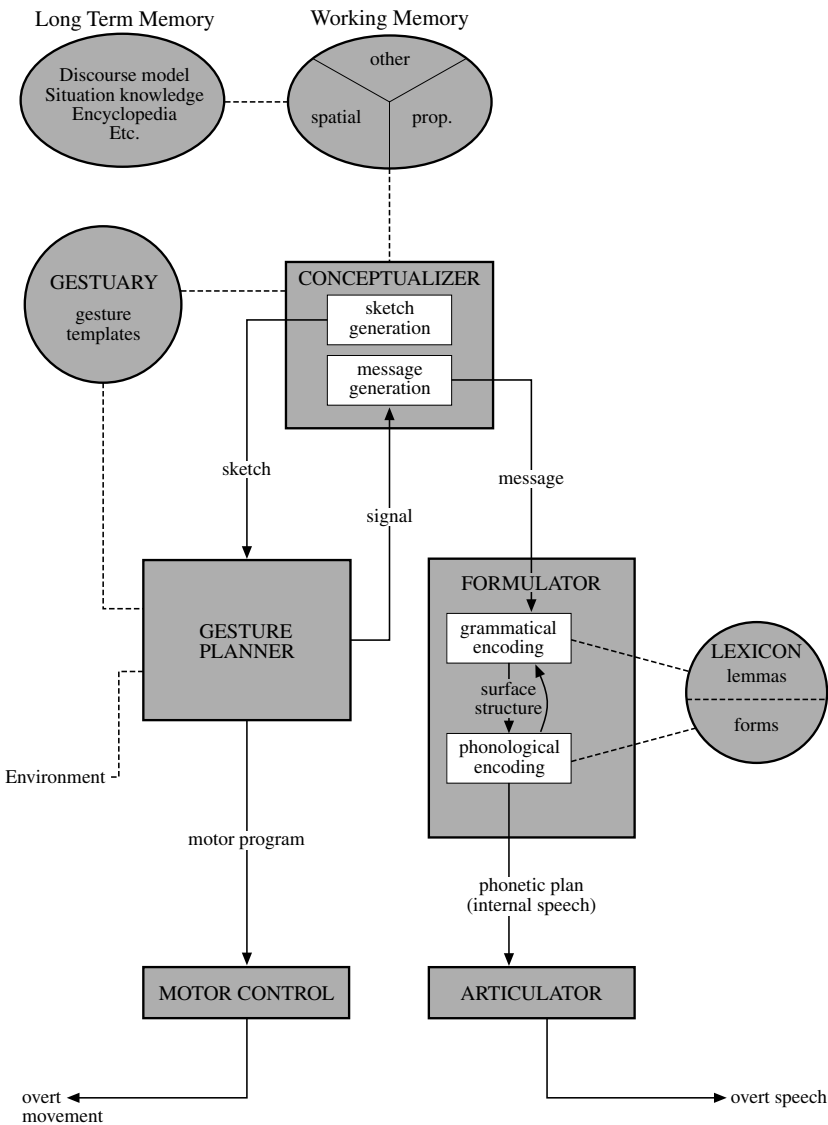 Long Term Memory
Working Memory
Discourse model
Situation knowledge
Encyclopedia
Etc.
other
spatial
prop.
GESTUARY
gesture
templates
CONCEPTUALIZER
sketch
generation
message
generation
sketch
signal
message
GESTURE
PLANNER
FORMULATOR
grammatical
encoding
surface
structure
phonological
encoding
LEXICON
lemmas
forms
Environment
motor program
phonetic plan
(internal speech)
MOTOR CONTROL
ARTICULATOR
overt
movement
overt speech